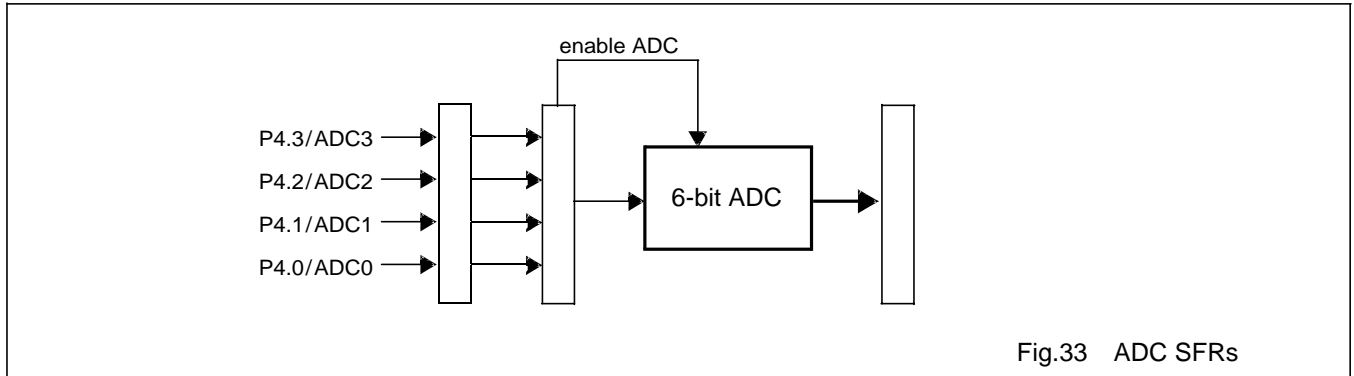 enable ADC
P4.3/ADC3
P4.2/ADC2
P4.1/ADC1
P4.0/ADC0
6-bit ADC
Fig.33 ADC SFRs